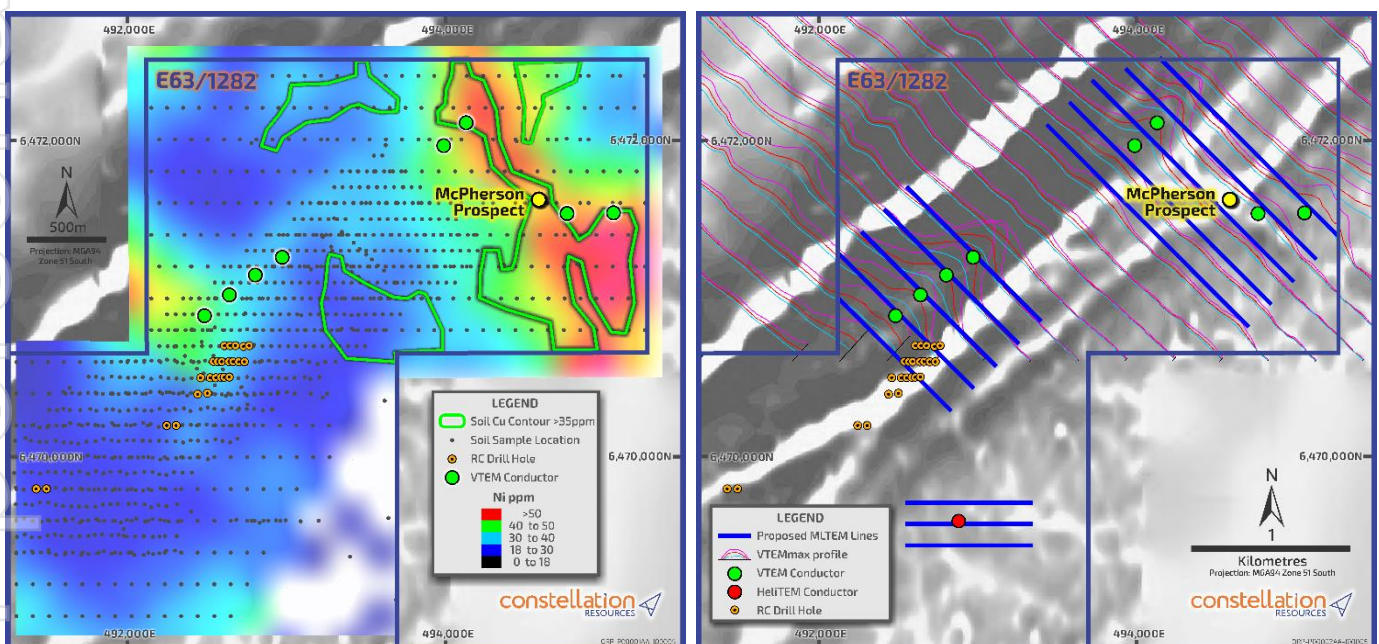 492,000E
494,000E
E63/1282
6,472,000N
N
500m
Projection: MGA94
Zone 51 South
McPherson
Prospect
LEGEND
Soil Cu Contour >35ppm
Soil Sample Location
RC Drill Hole
VTEM Conductor
Ni ppm
>50
40 to 50
30 to 40
18 to 30
0 to 18
6,470,000N
6,470,000N
constellation
RESOURCES
492,000E
494,000E
492,000E
494,000E
E63/1282
6,472,000N
6,472,000N
McPherson
Prospect
6,470,000N
6,470,000N
LEGEND
Proposed MLTEM Lines
VTEMmax profile
VTEM Conductor
HeliTEM Conductor
RC Drill Hole
N
1
Kilometres
Projection: MGA94 Zone 51 South
constellation
RESOURCES
492,000E
494,000E